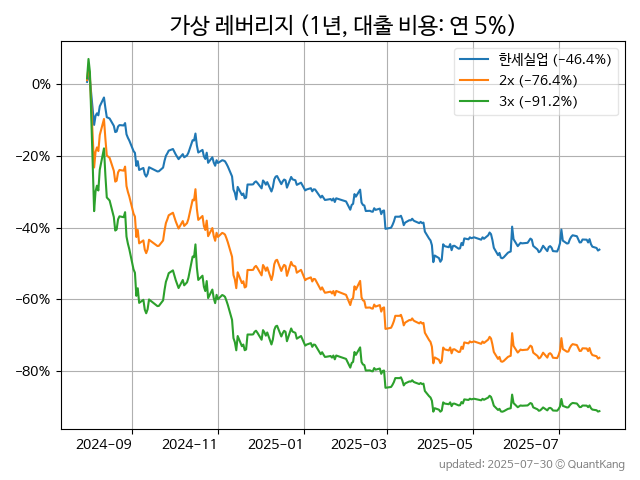 가상 레버리지 (1년, 대출 비용: 연 5%)
한세실업 (−46.4%)
2x (−76.4%)
3x (−91.2%)
0%
−20%
−40%
−60%
−80%
2024−09 2024−11 2025−01 2025−03 2025−05 2025−07
updated: 2025-07-30 © QuantKang